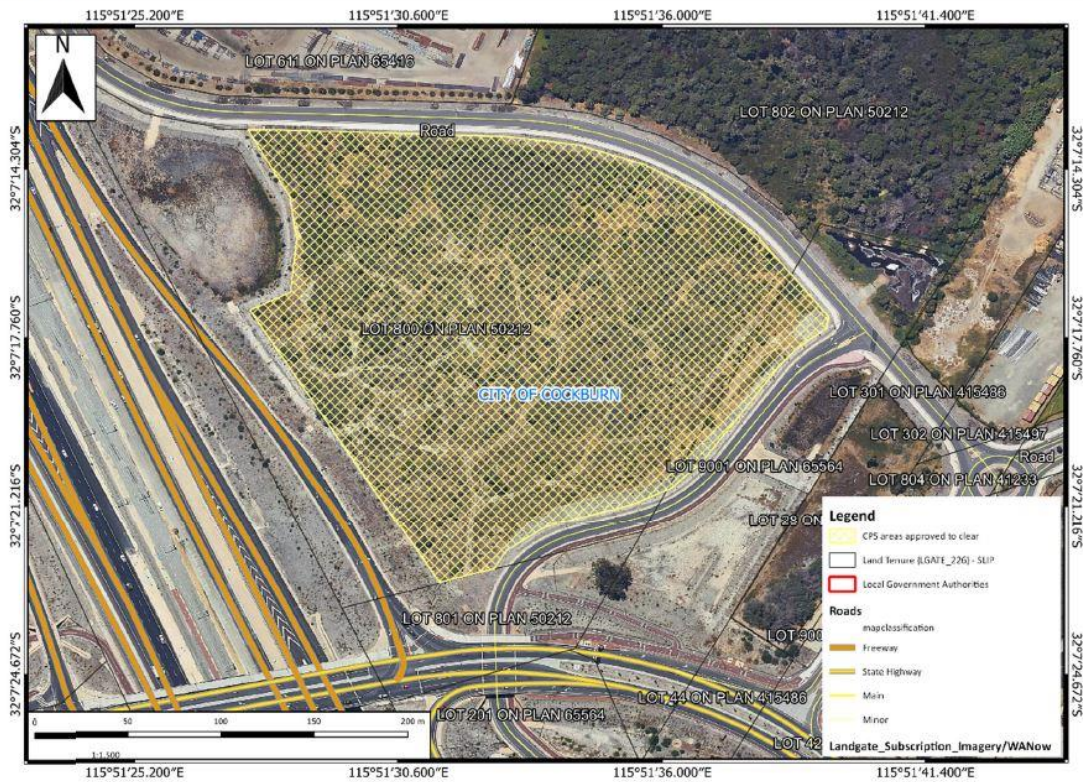 115°51'25.200"E 115°51'30.600"E 115°51'36.000"E 115°51'41.400"E
N
LOT 611 ON PLAN 65416
LOT 802 ON PLAN 50212
Road
32°7'14.304"S
32°7'14.304"S
32°7'17.760"S
32°7'17.760"S
LOT 800 ON PLAN 50212
CITY OF COCKBURN
LOT 301 ON PLAN 415486
LOT 302 ON PLAN 415497
Road
LOT 9001 ON PLAN 65564
LOT 804 ON PLAN 41233
32°7'21.216"S
32°7'21.216"S
LOT 28 ON
Legend
CPS areas approved to clear
Land Tenure (LGATE_226) - SLIP
Local Government Authorities
Roads
mapclassification
Freeway
State Highway
Main
Minor
Landgate_Subscription_Imagery/WANow
LOT 801 ON PLAN 50212
LOT 900
32°7'24.672"S
32°7'24.672"S
LOT 44 ON PLAN 415486
LOT 201 ON PLAN 65564
LOT 42
0 50 100 150 200 m
1:1,500
115°51'25.200"E 115°51'30.600"E 115°51'36.000"E 115°51'41.400"E